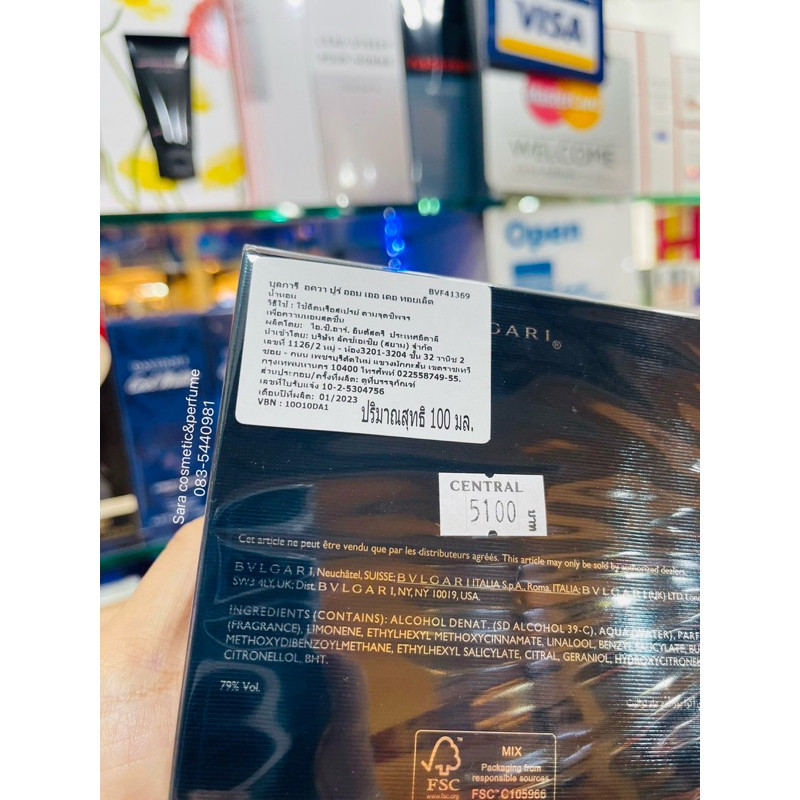 VISA
MasterCard
WELCOME
Open
BVF41369
บุลการี อควา ปูร์ ออม เออ เดอ ทอยเล็ต
น้ำหอม
วิธีใช้ : ใช้ฉีดหรือสเปรย์ ตามจุดชีพจร
เพื่อความหอมสดชื่น
ผลิตโดย: ไอ.ซี.อาร์. อินดัสตรี ประเทศอิตาลี
นำเข้าโดย: บริษัท ลักซ์เอเชีย (สยาม) จำกัด
เลขที่ 1126/2 หมู่ - ห้อง3201-3204 ชั้น 32 วานิช 2
ซอย - ถนน เพชรบุรีตัดใหม่ แขวงมักกะสัน เขตราชเทวี
กรุงเทพมหานคร 10400 โทรศัพท์ 022558749-55.
ส่วนประกอบ/ครั้งที่ผลิต: ดูที่บรรจุภัณฑ์
เลขที่ใบรับแจ้ง 10-2-5304756
เดือนปีที่ผลิต: 01/2023
VBN : 10O10DA1
ปริมาณสุทธิ 100 มล.
GARI®
CENTRAL
5100 บาท
Sara cosmetic&perfume
083-5440981
Cet article ne peut être vendu que par les distributeurs agréés. This article may only be sold by authorized dealers.
BVLGARI, Neuchâtel, SUISSE: BVLGARI ITALIA S.p.A., Roma, ITALIA: BVLGARI (UK) LTD. Lon
SW3 4LY, UK; Dist. BVLGARI, NY, NY 10019, USA.
INGREDIENTS (CONTAINS): ALCOHOL DENAT. (SD ALCOHOL 39-C), AQUA (WATER), PARF
(FRAGRANCE), LIMONENE, ETHYLHEXYL METHOXYCINNAMATE, LINALOOL, BENZYL SALICYLATE, BU
METHOXYDIBENZOYLMETHANE, ETHYLHEXYL SALICYLATE, CITRAL, GERANIOL, HYDROXYCITRONEL
CITRONELLOL, BHT.
79% Vol.
FSC
www.fsc.org
MIX
Packaging from
responsible sources
FSC™ C105966